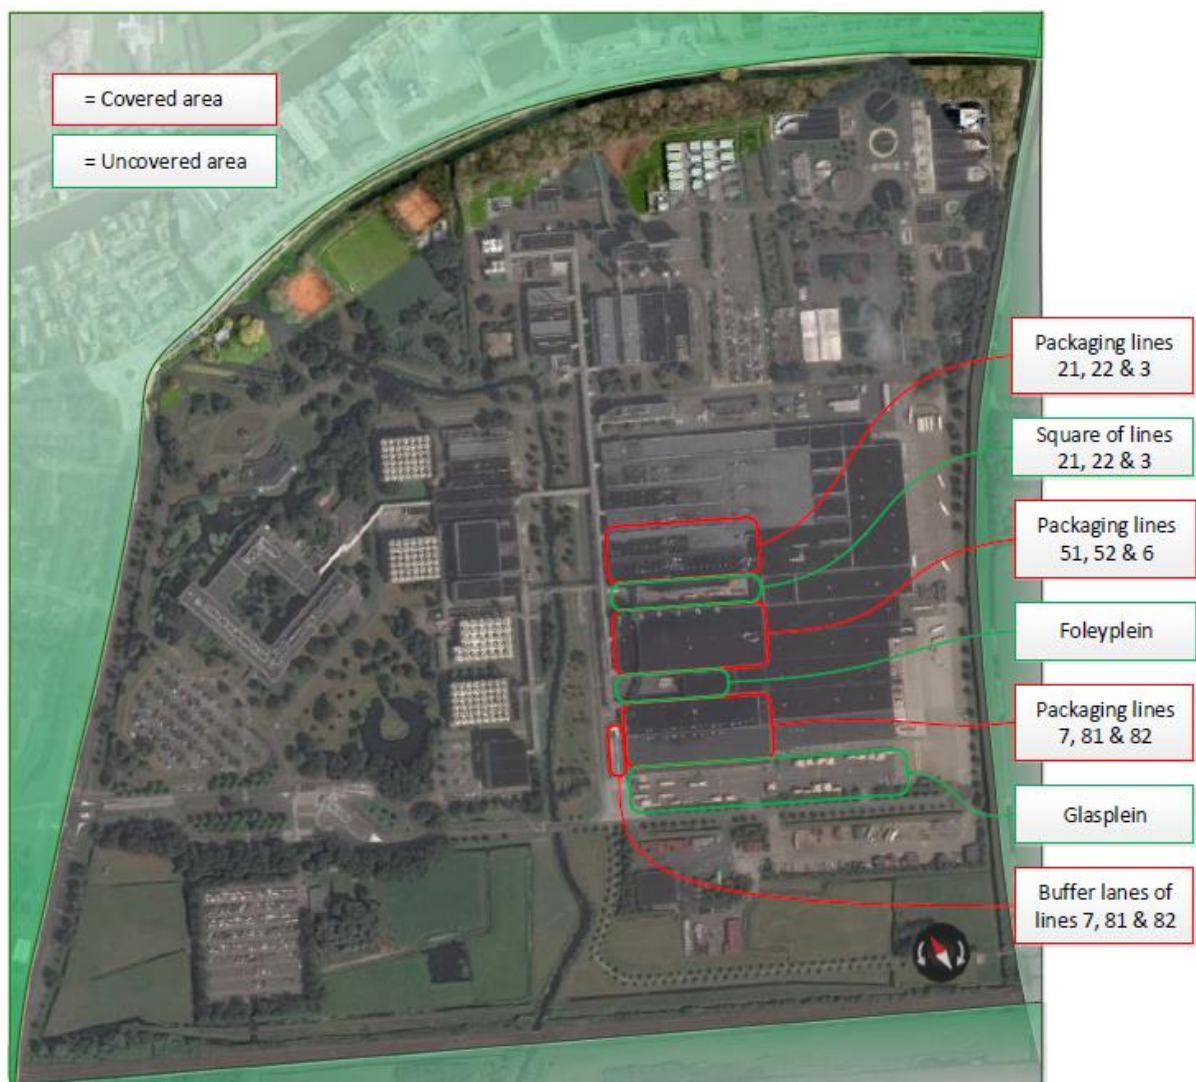 = Covered area
= Uncovered area
Packaging lines
21, 22 & 3
Square of lines
21, 22 & 3
Packaging lines
51, 52 & 6
Foleyplein
Packaging lines
7, 81 & 82
Glasplein
Buffer lanes of
lines 7, 81 & 82